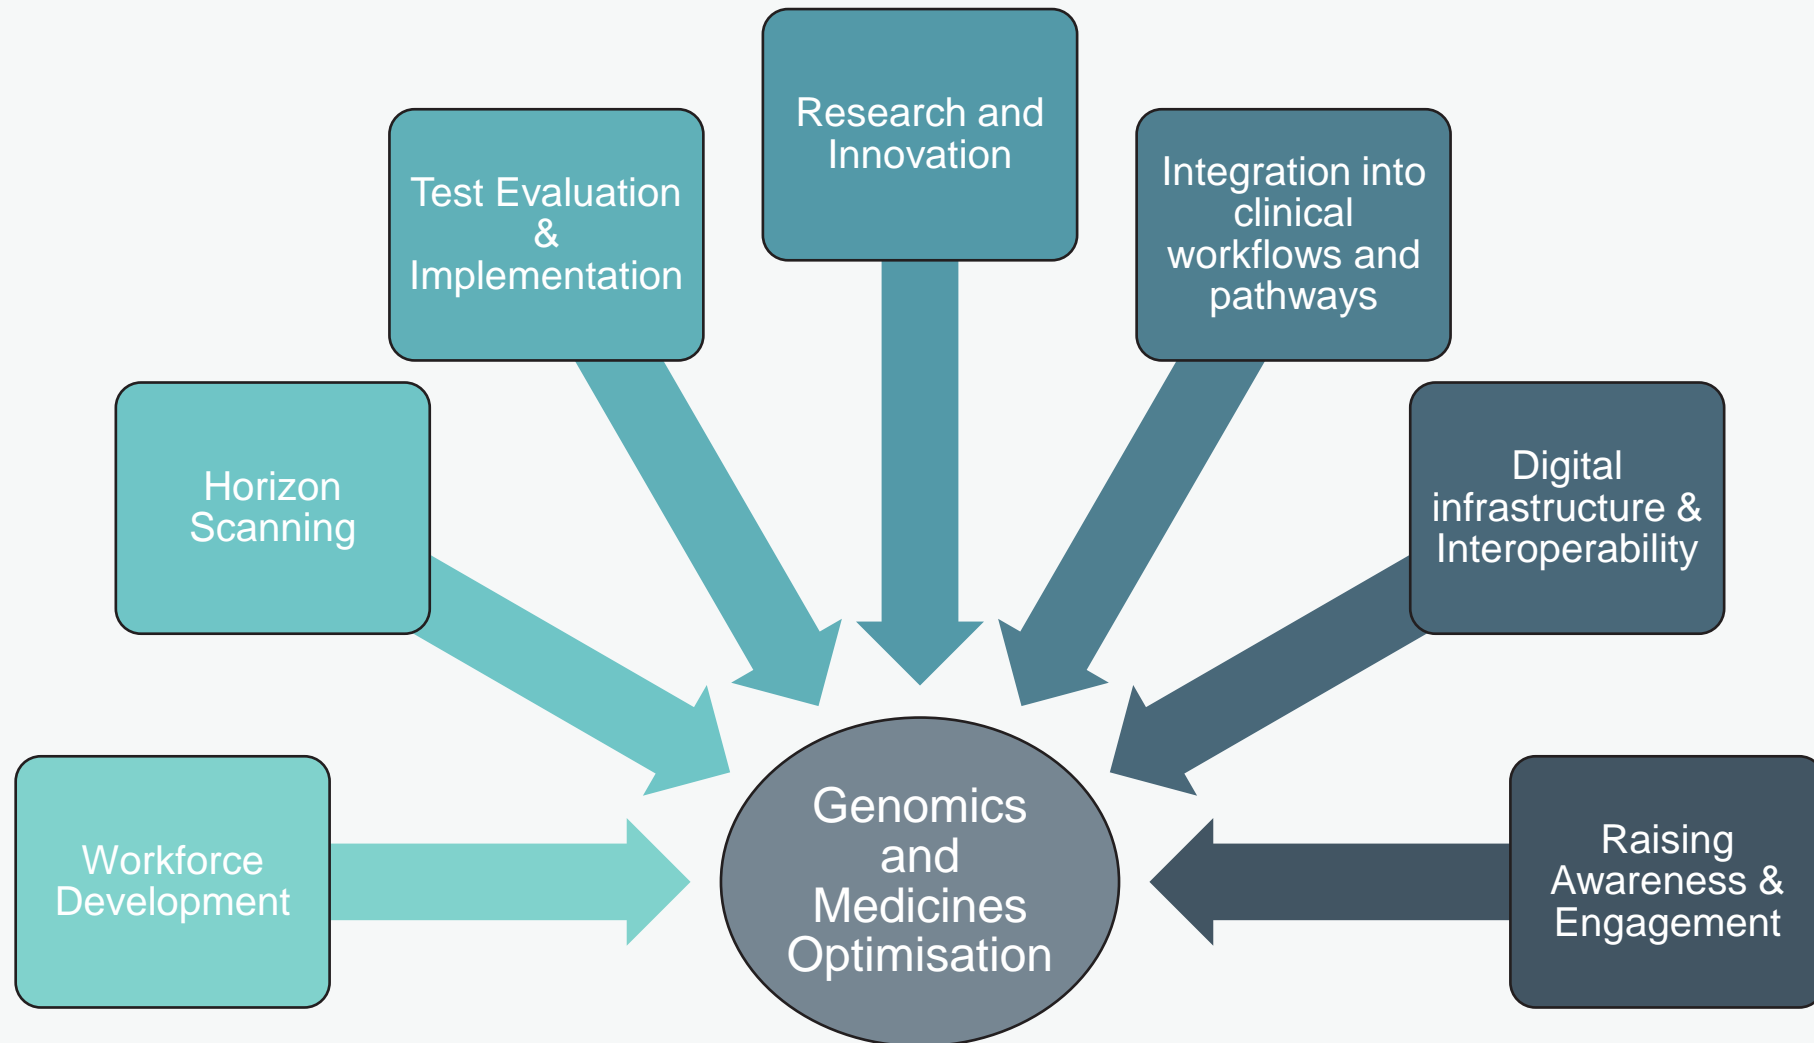 Research and
Innovation
Test Evaluation
&
Implementation
Integration into
clinical
workflows and
pathways
Horizon
Scanning
Digital
infrastructure &
Interoperability
Workforce
Development
Genomics
and
Medicines
Optimisation
Raising
Awareness &
Engagement